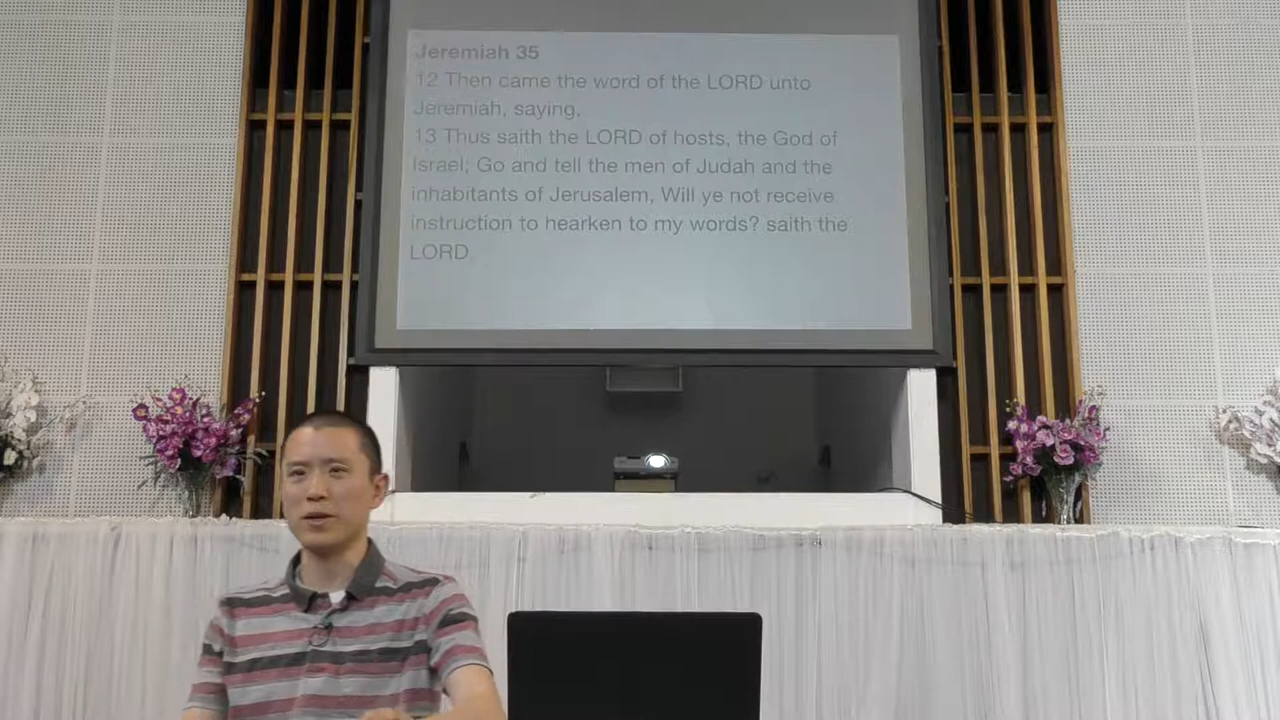 Jeremiah 35
12 Then came the word of the LORD unto
Jeremiah, saying,
13 Thus saith the LORD of hosts, the God of
Israel; Go and tell the men of Judah and the
inhabitants of Jerusalem, Will ye not receive
instruction to hearken to my words? saith the
LORD